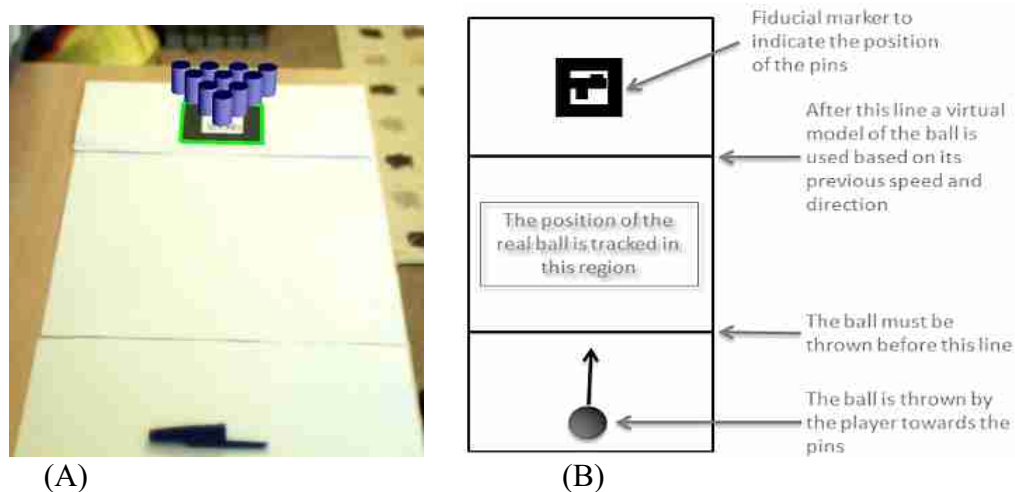 Fiducial marker to
indicate the position
of the pins
After this line a virtual
model of the ball is
used based on its
previous speed and
direction
The position of the
real ball is tracked in
this region
The ball must be
thrown before this line
The ball is thrown by
the player towards the
pins
(A)
(B)